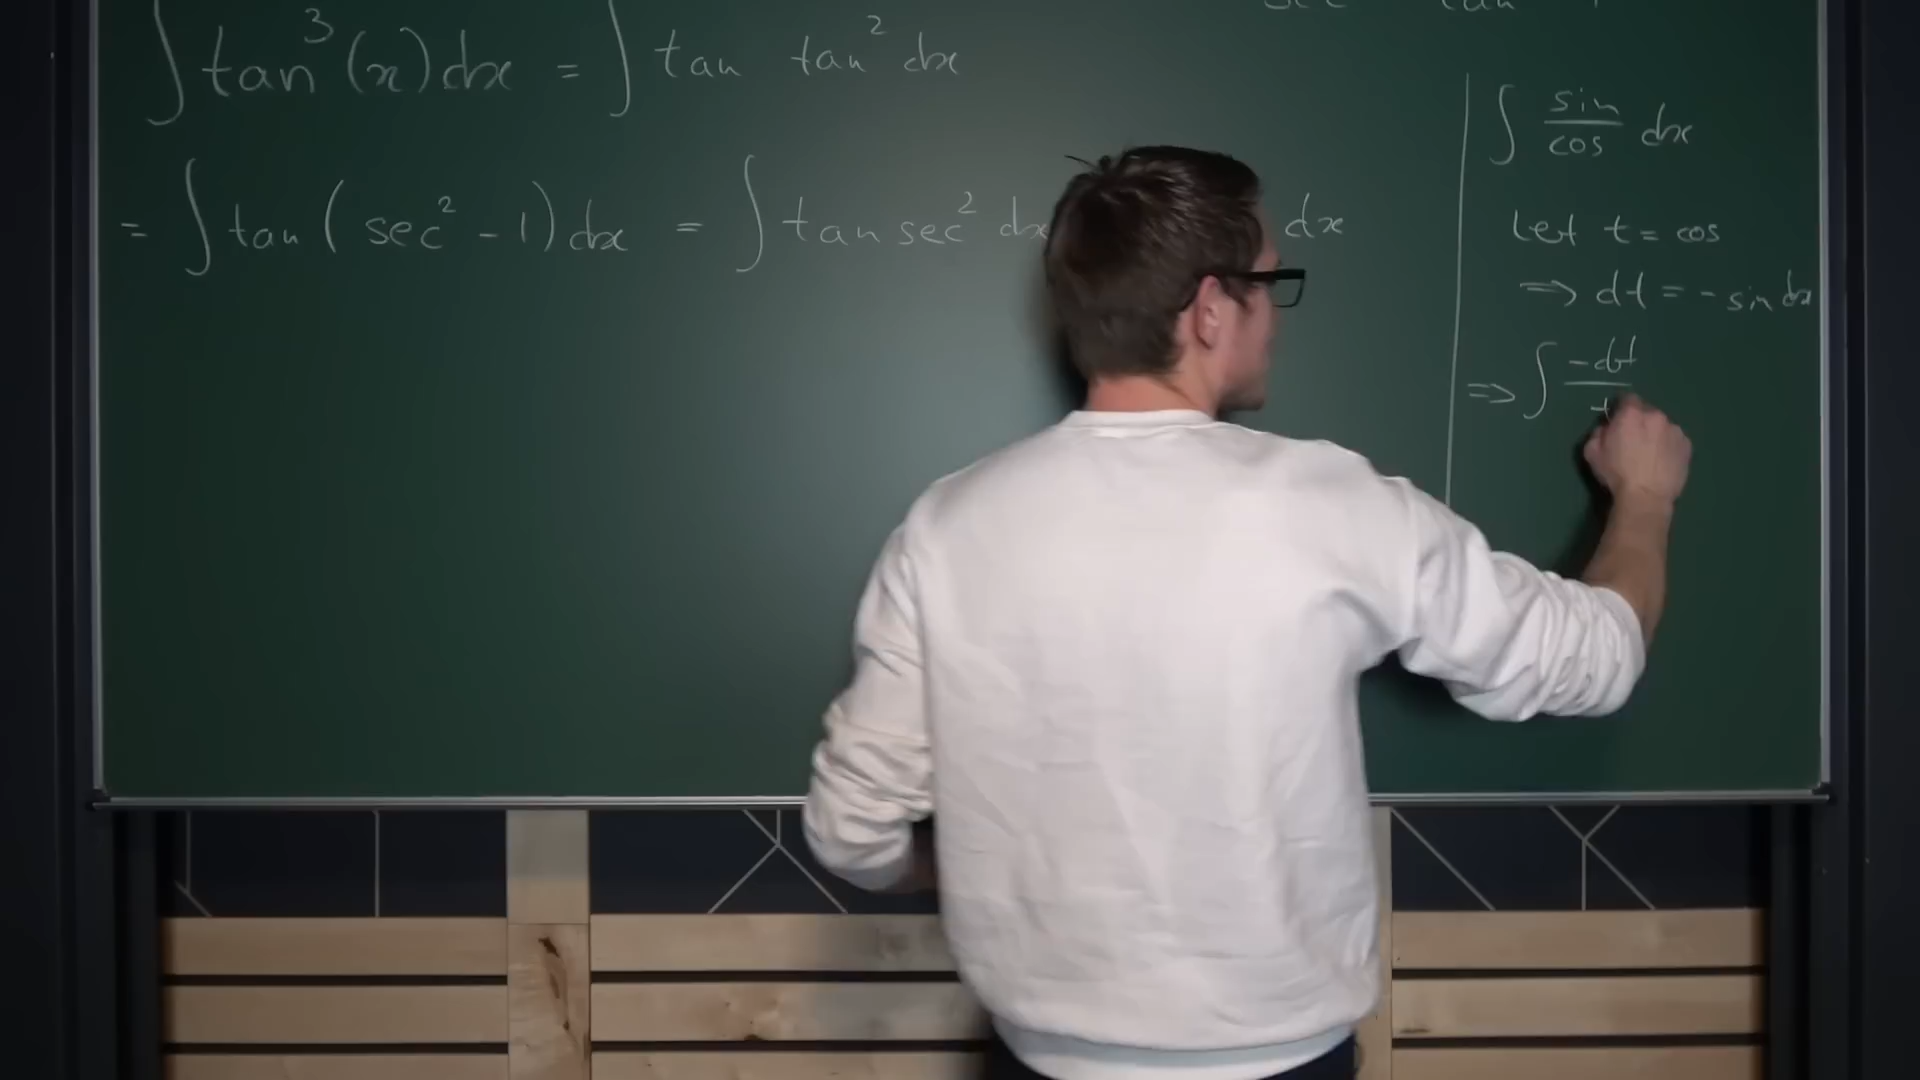 ∫ tan³(x)dx = ∫ tan tan² dx
= ∫ tan(sec² - 1)dx = ∫ tan sec² dx dx
∫ sin/cos dx
Let t = cos
⇒ dt = -sin dx
⇒ ∫ -dt/t